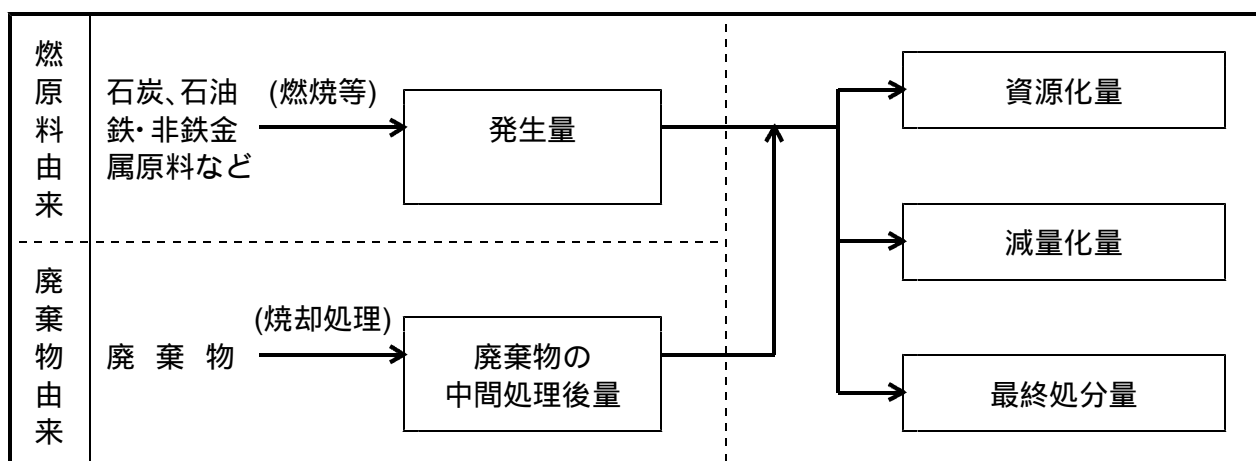 燃原料由来
石炭、石油
鉄・非鉄金
属原料など
(燃焼等)
発生量
資源化量
減量化量
廃棄物由来
廃棄物
(焼却処理)
廃棄物の
中間処理後量
最終処分量